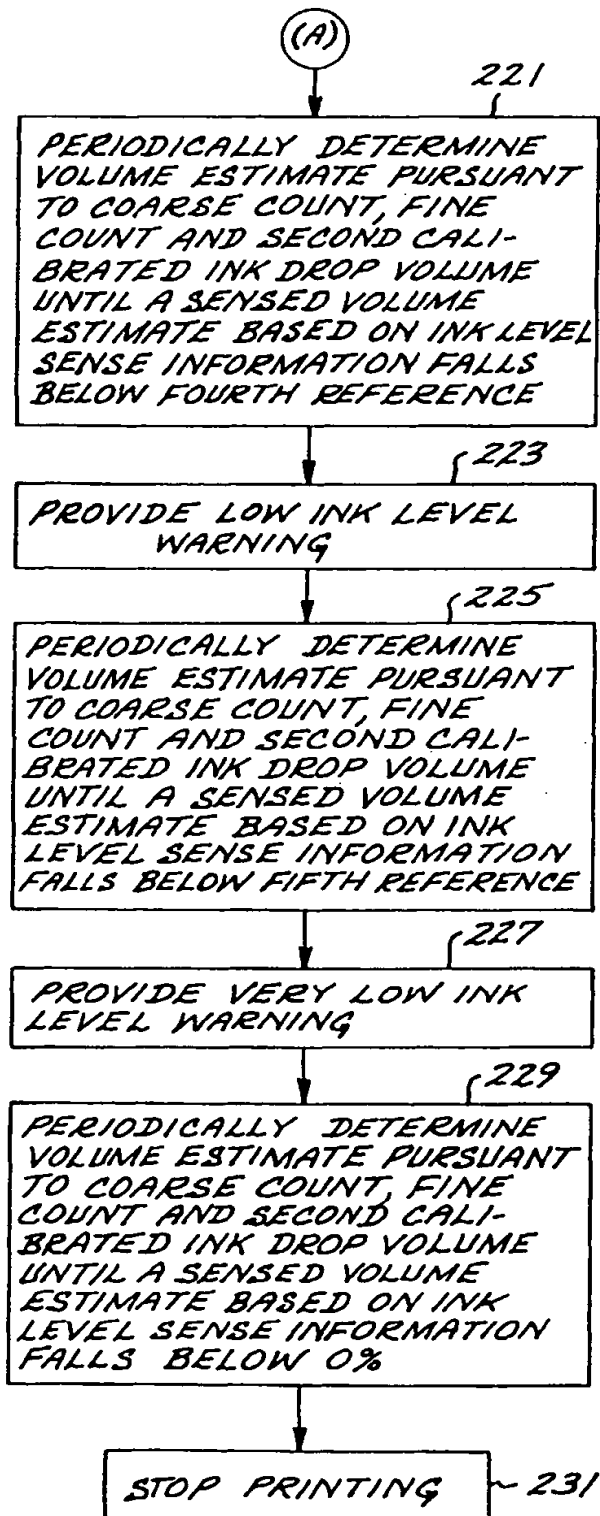 (A)
221
PERIODICALLY DETERMINE
VOLUME ESTIMATE PURSUANT
TO COARSE COUNT, FINE
COUNT AND SECOND CALI-
BRATED INK DROP VOLUME
UNTIL A SENSED VOLUME
ESTIMATE BASED ON INK LEVEL
SENSE INFORMATION FALLS
BELOW FOURTH REFERENCE
223
PROVIDE LOW INK LEVEL
WARNING
225
PERIODICALLY DETERMINE
VOLUME ESTIMATE PURSUANT
TO COARSE COUNT, FINE
COUNT AND SECOND CALI-
BRATED INK DROP VOLUME
UNTIL A SENSED VOLUME
ESTIMATE BASED ON INK
LEVEL SENSE INFORMATION
FALLS BELOW FIFTH REFERENCE
227
PROVIDE VERY LOW INK
LEVEL WARNING
229
PERIODICALLY DETERMINE
VOLUME ESTIMATE PURSUANT
TO COARSE COUNT, FINE
COUNT AND SECOND CALI-
BRATED INK DROP VOLUME
UNTIL A SENSED VOLUME
ESTIMATE BASED ON INK
LEVEL SENSE INFORMATION
FALLS BELOW 0%
STOP PRINTING 231